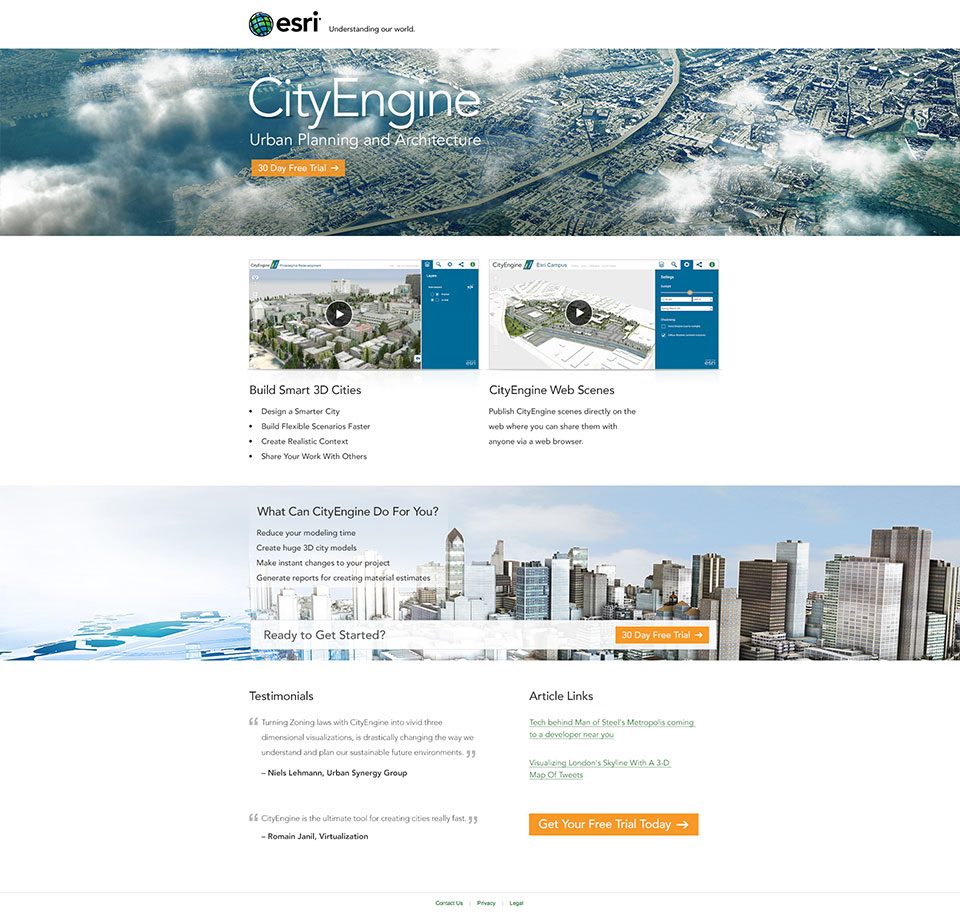 esri
Understanding our world.
CityEngine
Urban Planning and Architecture
30 Day Free Trial →
CityEngine Philadelphia Redevelopment
Layers
esri
CityEngine Esri Campus
Settings
Sunlight
Shadowing
esri
Build Smart 3D Cities
• Design a Smarter City
• Build Flexible Scenarios Faster
• Create Realistic Context
• Share Your Work With Others
CityEngine Web Scenes
Publish CityEngine scenes directly on the
web where you can share them with
anyone via a web browser.
What Can CityEngine Do For You?
Reduce your modeling time
Create huge 3D city models
Make instant changes to your project
Generate reports for creating material estimates
Ready to Get Started?
30 Day Free Trial →
Testimonials
“ Turning Zoning laws with CityEngine into vivid three
dimensional visualizations, is drastically changing the way we
understand and plan our sustainable future environments. ”
– Niels Lehmann, Urban Synergy Group
“ CityEngine is the ultimate tool for creating cities really fast. ”
– Romain Janil, Virtualization
Article Links
Tech behind Man of Steel's Metropolis coming
to a developer near you
Visualizing London's Skyline With A 3-D
Map Of Tweets
Get Your Free Trial Today →
Contact Us | Privacy | Legal